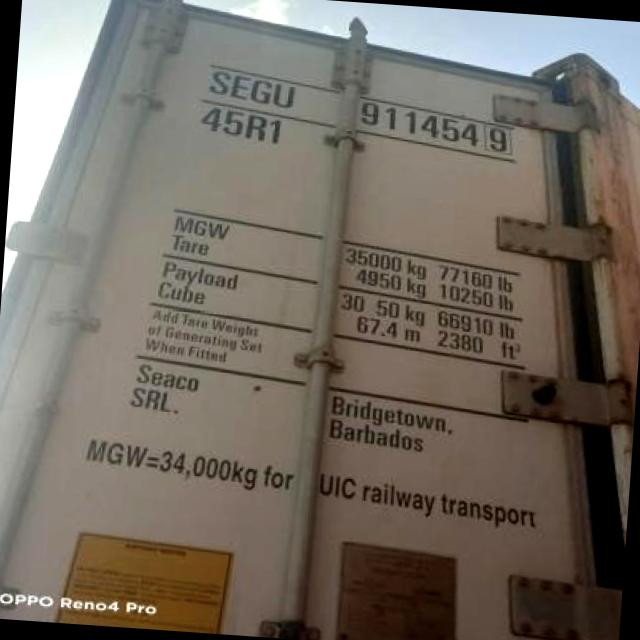 SEGU 911454 9
45R1
MGW 35000 kg 77160 lb
Tare 4950 kg 10250 lb
Payload 30 50 kg 66910 lb
Cube 67.4 m 2380 ft³
Add Tare Weight
of Generating Set
When Fitted
Seaco Bridgetown,
SRL. Barbados
MGW=34,000kg for UIC railway transport
OPPO Reno4 Pro